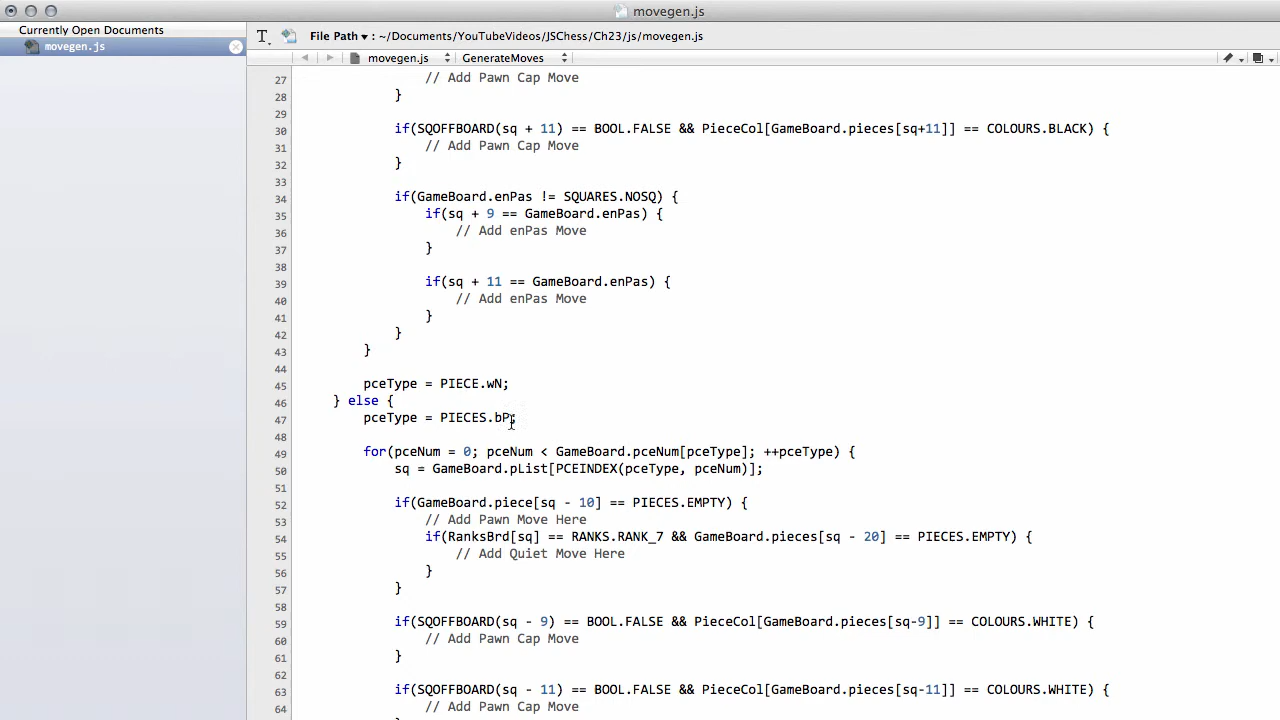 movegen.js
Currently Open Documents
movegen.js
File Path ▾ : ~/Documents/YouTubeVideos/JSChess/Ch23/js/movegen.js
movegen.js GenerateMoves
27 // Add Pawn Cap Move
28 }
29
30 if(SQOFFBOARD(sq + 11) == BOOL.FALSE && PieceCol[GameBoard.pieces[sq+11]] == COLOURS.BLACK) {
31 // Add Pawn Cap Move
32 }
33
34 if(GameBoard.enPas != SQUARES.NOSQ) {
35 if(sq + 9 == GameBoard.enPas) {
36 // Add enPas Move
37 }
38
39 if(sq + 11 == GameBoard.enPas) {
40 // Add enPas Move
41 }
42 }
43 }
44
45 pceType = PIECE.wN;
46 } else {
47 pceType = PIECES.bP;
48
49 for(pceNum = 0; pceNum < GameBoard.pceNum[pceType]; ++pceType) {
50 sq = GameBoard.pList[PCEINDEX(pceType, pceNum)];
51
52 if(GameBoard.piece[sq - 10] == PIECES.EMPTY) {
53 // Add Pawn Move Here
54 if(RanksBrd[sq] == RANKS.RANK_7 && GameBoard.pieces[sq - 20] == PIECES.EMPTY) {
55 // Add Quiet Move Here
56 }
57 }
58
59 if(SQOFFBOARD(sq - 9) == BOOL.FALSE && PieceCol[GameBoard.pieces[sq-9]] == COLOURS.WHITE) {
60 // Add Pawn Cap Move
61 }
62
63 if(SQOFFBOARD(sq - 11) == BOOL.FALSE && PieceCol[GameBoard.pieces[sq-11]] == COLOURS.WHITE) {
64 // Add Pawn Cap Move